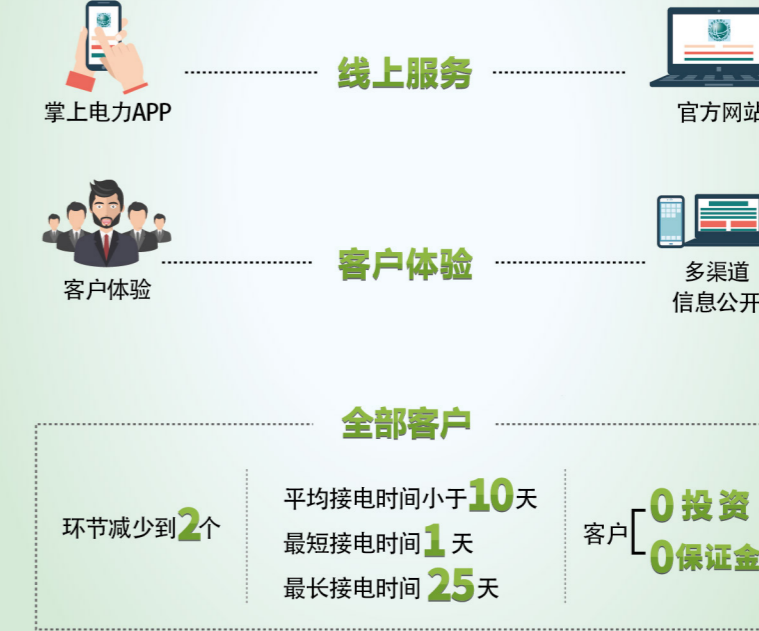 线上服务
掌上电力APP
官方网站
客户体验
客户体验
多渠道
信息公开
全部客户
环节减少到2个
平均接电时间小于10天
最短接电时间1天
最长接电时间25天
客户
0投资
0保证金